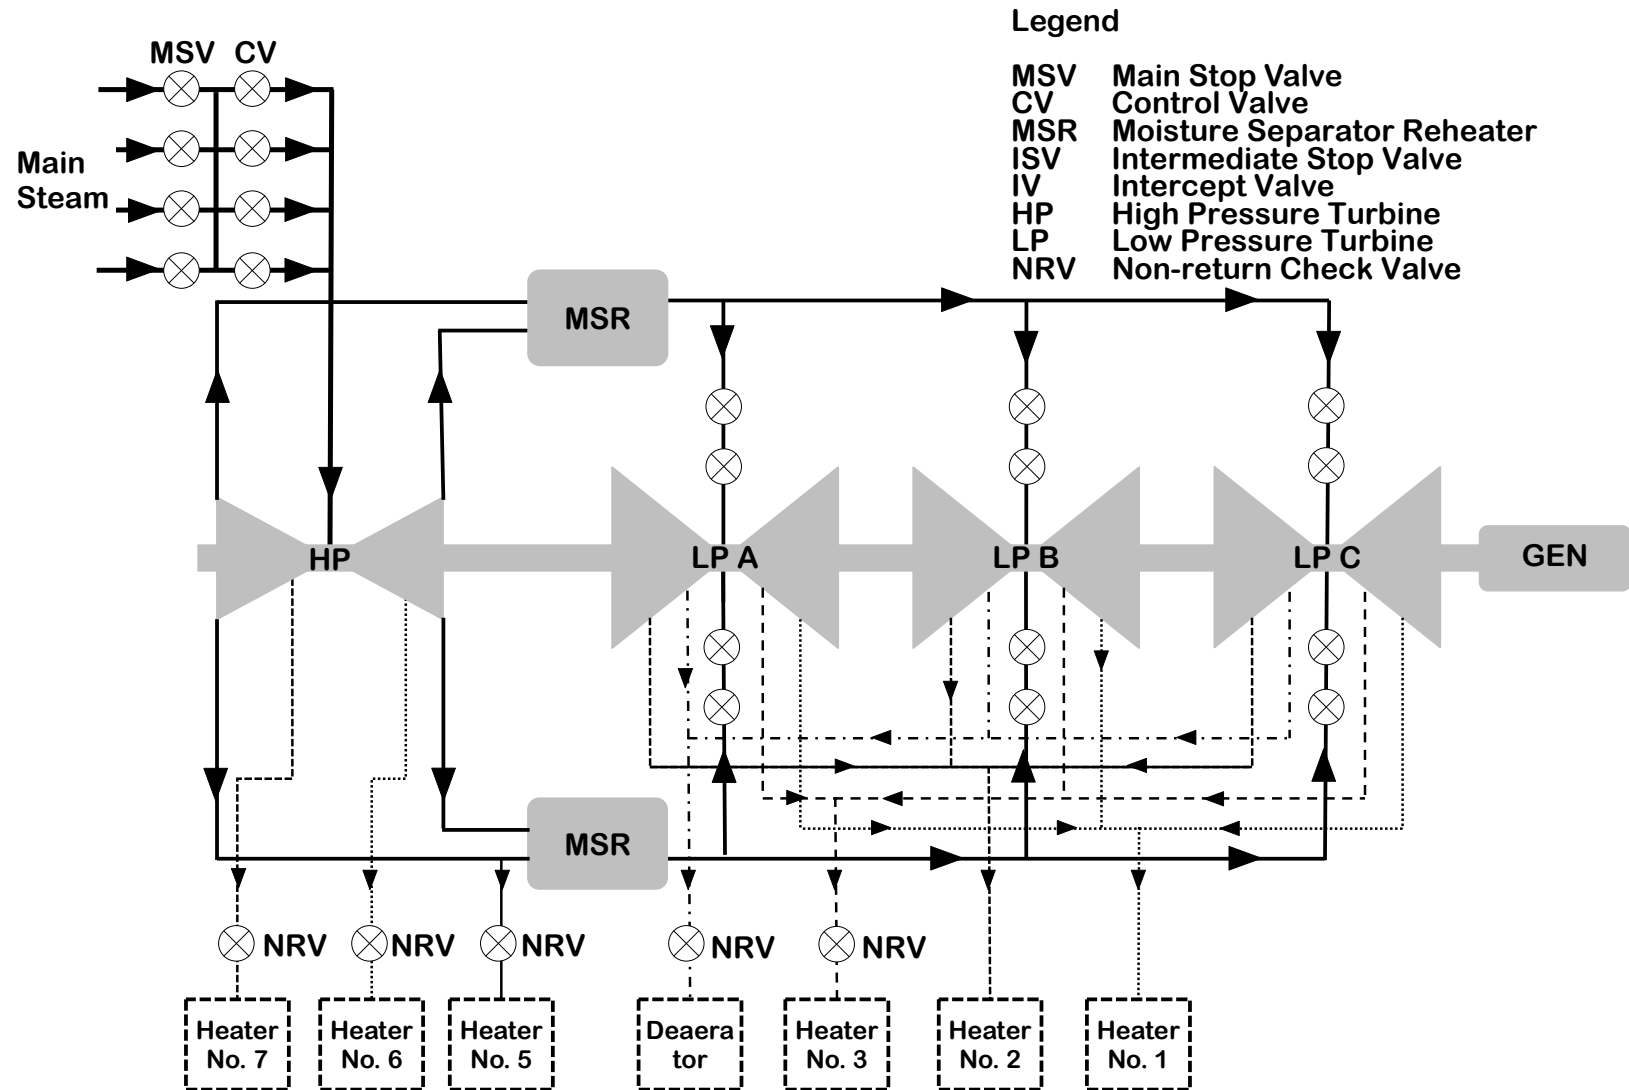 Legend
MSV CV
MSV Main Stop Valve
CV Control Valve
MSR Moisture Separator Reheater
ISV Intermediate Stop Valve
IV Intercept Valve
HP High Pressure Turbine
LP Low Pressure Turbine
NRV Non-return Check Valve
Main
Steam
MSR
HP
LP A
LP B
LP C
GEN
MSR
NRV
NRV
NRV
NRV
NRV
Heater
No. 7
Heater
No. 6
Heater
No. 5
Deaera
tor
Heater
No. 3
Heater
No. 2
Heater
No. 1